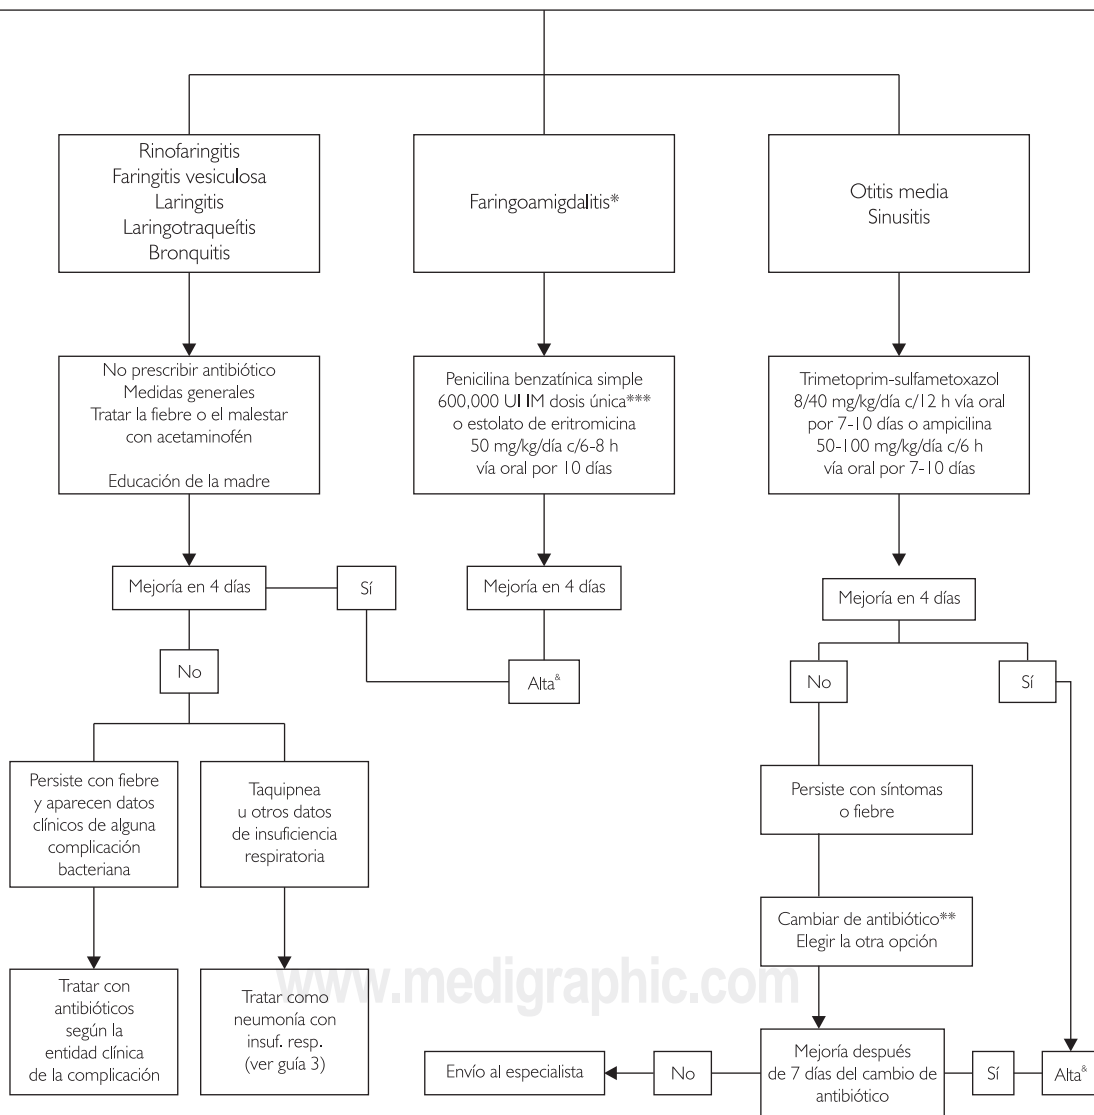 Rinofaringitis
Faringitis vesiculosa
Laringitis
Laringotraqueítis
Bronquitis
Faringoamigdalitis*
Otitis media
Sinusitis
No prescribir antibiótico
Medidas generales
Tratar la fiebre o el malestar
con acetaminofén
Educación de la madre
Penicilina benzatínica simple
600,000 UI IM dosis única***
o estolato de eritromicina
50 mg/kg/día c/6-8 h
vía oral por 10 días
Trimetoprim-sulfametoxazol
8/40 mg/kg/día c/12 h vía oral
por 7-10 días o ampicilina
50-100 mg/kg/día c/6 h
vía oral por 7-10 días
Mejoría en 4 días
Sí
Mejoría en 4 días
Mejoría en 4 días
No
Alta&
No
Sí
Persiste con fiebre
y aparecen datos
clínicos de alguna
complicación
bacteriana
Taquipnea
u otros datos
de insuficiencia
respiratoria
Persiste con síntomas
o fiebre
Cambiar de antibiótico**
Elegir la otra opción
www.medigraphic.com
Tratar con
antibióticos
según la
entidad clínica
de la complicación
Tratar como
neumonía con
insuf. resp.
(ver guía 3)
Envío al especialista
No
Mejoría después
de 7 días del cambio de
antibiótico
Sí
Alta&